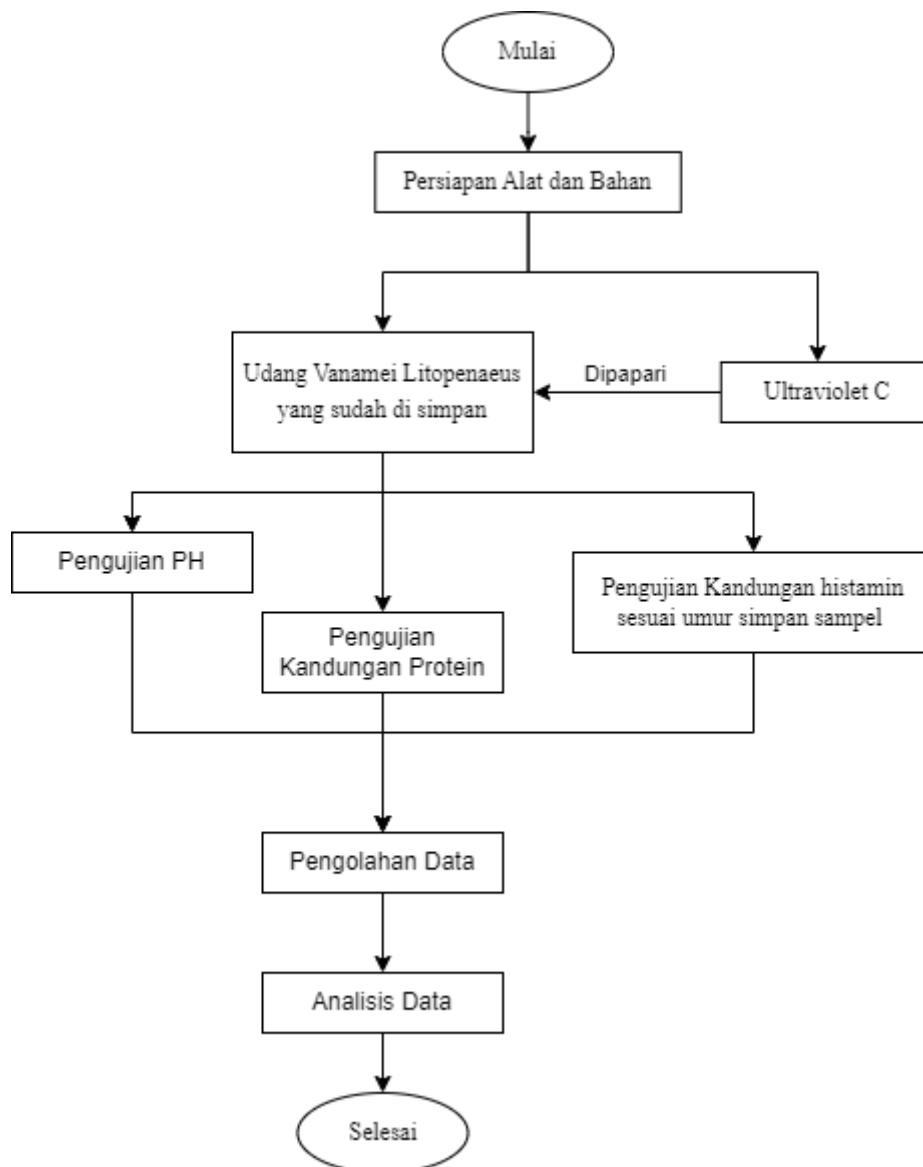 Mulai
Persiapan Alat dan Bahan
Udang Vanamei Litopenaeus
yang sudah di simpan
Dipapari
Ultraviolet C
Pengujian PH
Pengujian
Kandungan Protein
Pengujian Kandungan histamin
sesuai umur simpan sampel
Pengolahan Data
Analisis Data
Selesai